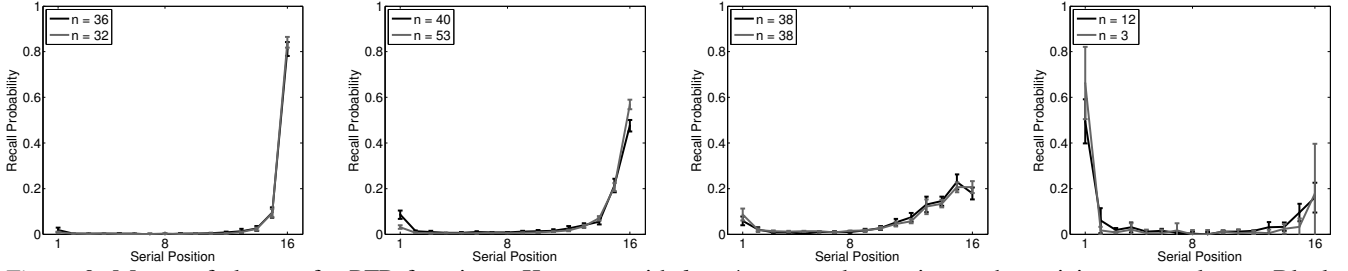 1
0.8
0.6
0.4
0.2
0
Recall Probability
n = 36
n = 32
1
8
16
Serial Position
1
0.8
0.6
0.4
0.2
0
Recall Probability
n = 40
n = 53
1
8
16
Serial Position
1
0.8
0.6
0.4
0.2
0
Recall Probability
n = 38
n = 38
1
8
16
Serial Position
1
0.8
0.6
0.4
0.2
0
Recall Probability
n = 12
n = 3
1
8
16
Serial Position